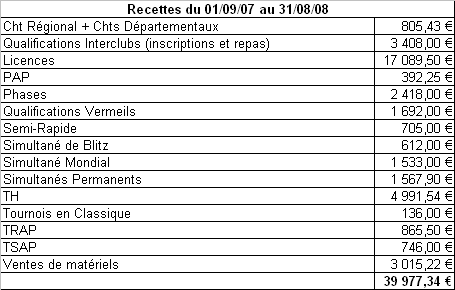 Recettes du 01/09/07 au 31/08/08
Cht Régional + Chts Départementaux 805,43 €
Qualifications Interclubs (inscriptions et repas) 3 408,00 €
Licences 17 089,50 €
PAP 392,25 €
Phases 2 418,00 €
Qualifications Vermeils 1 692,00 €
Semi-Rapide 705,00 €
Simultané de Blitz 612,00 €
Simultané Mondial 1 533,00 €
Simultanés Permanents 1 567,90 €
TH 4 991,54 €
Tournois en Classique 136,00 €
TRAP 865,50 €
TSAP 746,00 €
Ventes de matériels 3 015,22 €
39 977,34 €